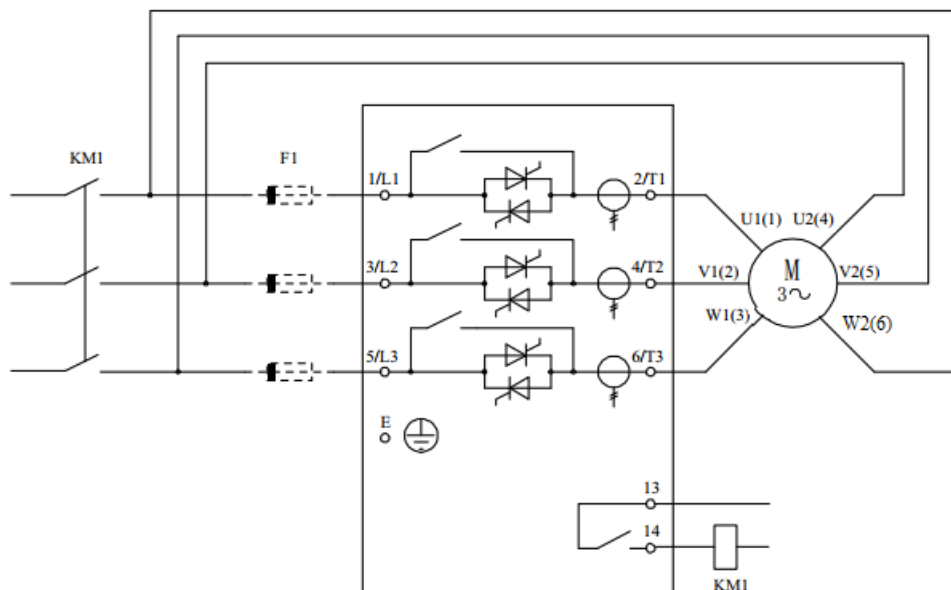 KM1
F1
1/L1
2/T1
U1(1)
U2(4)
3/L2
4/T2
V1(2)
M
3
V2(5)
W1(3)
W2(6)
5/L3
6/T3
E
13
14
KM1